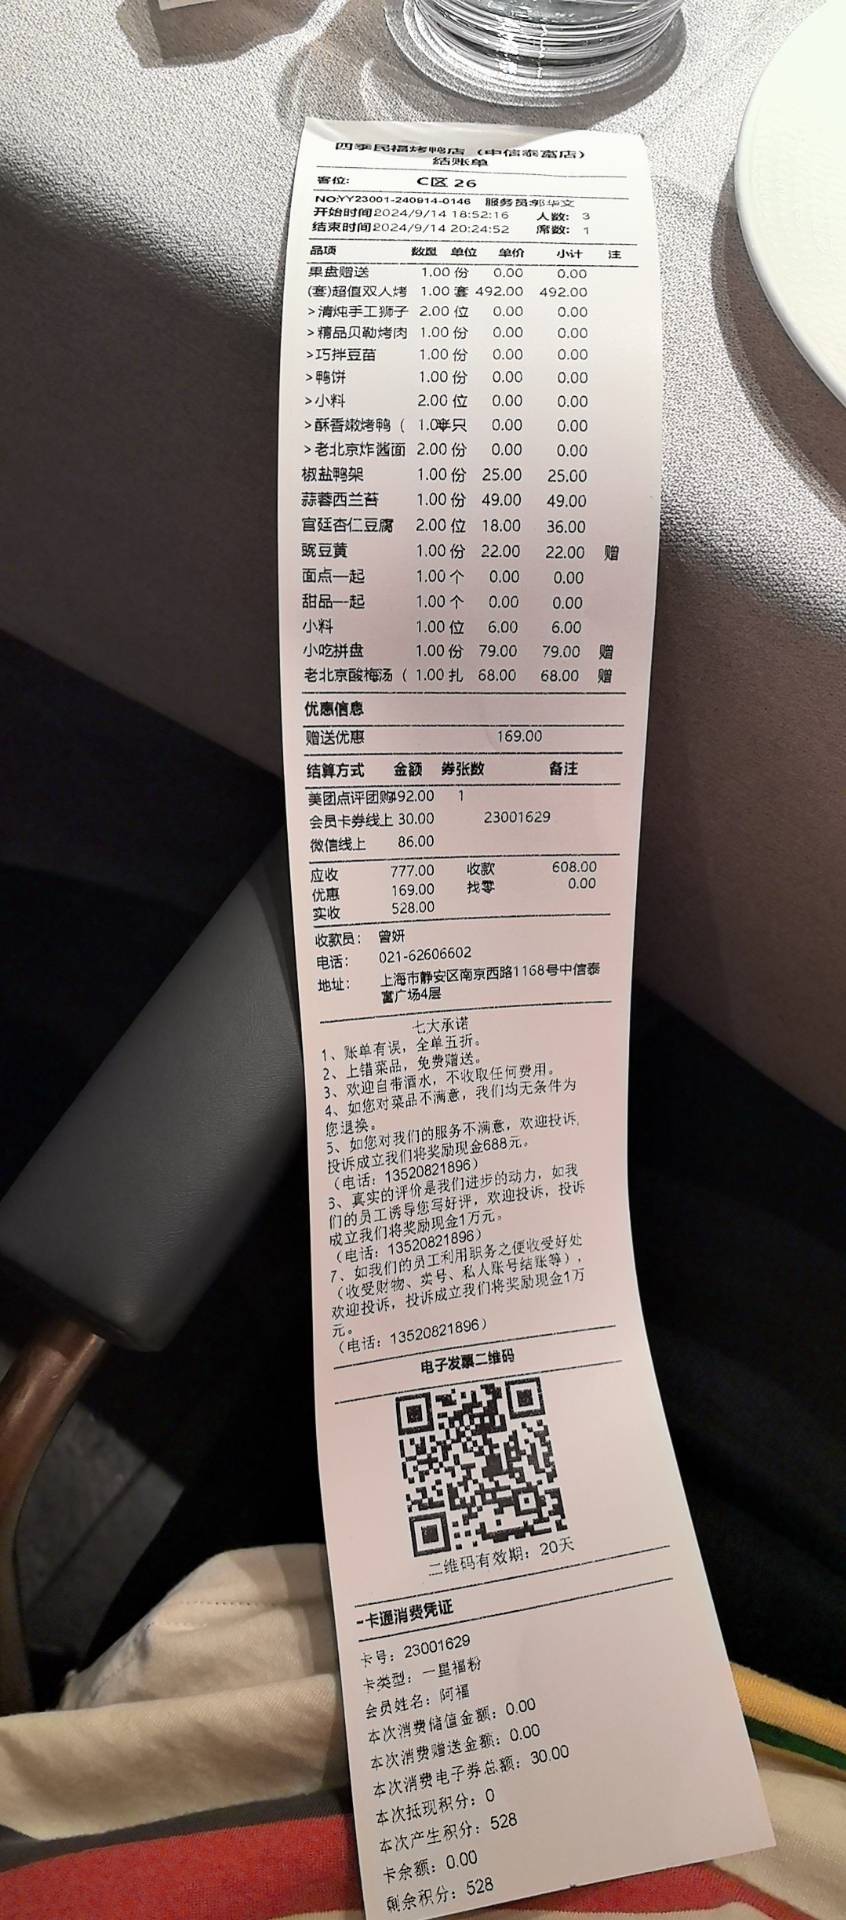 四季民福烤鸭店（中信泰富店）
结账单
客位： C区 26
NO:YY23001-240914-0146 服务员:郭华文
开始时间2024/9/14 18:52:16 人数： 3
结束时间2024/9/14 20:24:52 席数： 1
品项 数量 单位 单价 小计 注
果盘赠送 1.00 份 0.00 0.00
(套)超值双人烤 1.00 套 492.00 492.00
>清炖手工狮子 2.00 位 0.00 0.00
>精品贝勒烤肉 1.00 份 0.00 0.00
>巧拌豆苗 1.00 份 0.00 0.00
>鸭饼 1.00 份 0.00 0.00
>小料 2.00 位 0.00 0.00
>酥香嫩烤鸭（ 1.00半只 0.00 0.00
>老北京炸酱面 2.00 份 0.00 0.00
椒盐鸭架 1.00 份 25.00 25.00
蒜蓉西兰苔 1.00 份 49.00 49.00
宫廷杏仁豆腐 2.00 位 18.00 36.00
豌豆黄 1.00 份 22.00 22.00 赠
面点一起 1.00 个 0.00 0.00
甜品一起 1.00 个 0.00 0.00
小料 1.00 位 6.00 6.00
小吃拼盘 1.00 份 79.00 79.00 赠
老北京酸梅汤（ 1.00 扎 68.00 68.00 赠
优惠信息
赠送优惠 169.00
结算方式 金额 券张数 备注
美团点评团购492.00 1
会员卡券线上 30.00 23001629
微信线上 86.00
应收 777.00 收款 608.00
优惠 169.00 找零 0.00
实收 528.00
收款员： 曾妍
电话： 021-62606602
地址： 上海市静安区南京西路1168号中信泰
富广场4层
七大承诺
1、账单有误，全单五折。
2、上错菜品，免费赠送。
3、欢迎自带酒水，不收取任何费用。
4、如您对菜品不满意，我们均无条件为
您退换。
5、如您对我们的服务不满意，欢迎投诉，
投诉成立我们将奖励现金688元。
（电话：13520821896）
6、真实的评价是我们进步的动力，如我
们的员工诱导您写好评，欢迎投诉，投诉
成立我们将奖励现金1万元。
（电话：13520821896）
7、如我们的员工利用职务之便收受好处
（收受财物、卖号、私人账号结账等），
欢迎投诉，投诉成立我们将奖励现金1万
元。
（电话：13520821896）
电子发票二维码
二维码有效期：20天
-卡通消费凭证
卡号：23001629
卡类型：一星福粉
会员姓名：阿福
本次消费储值金额：0.00
本次消费赠送金额：0.00
本次消费电子券总额：30.00
本次抵现积分：0
本次产生积分：528
卡余额：0.00
剩余积分：528